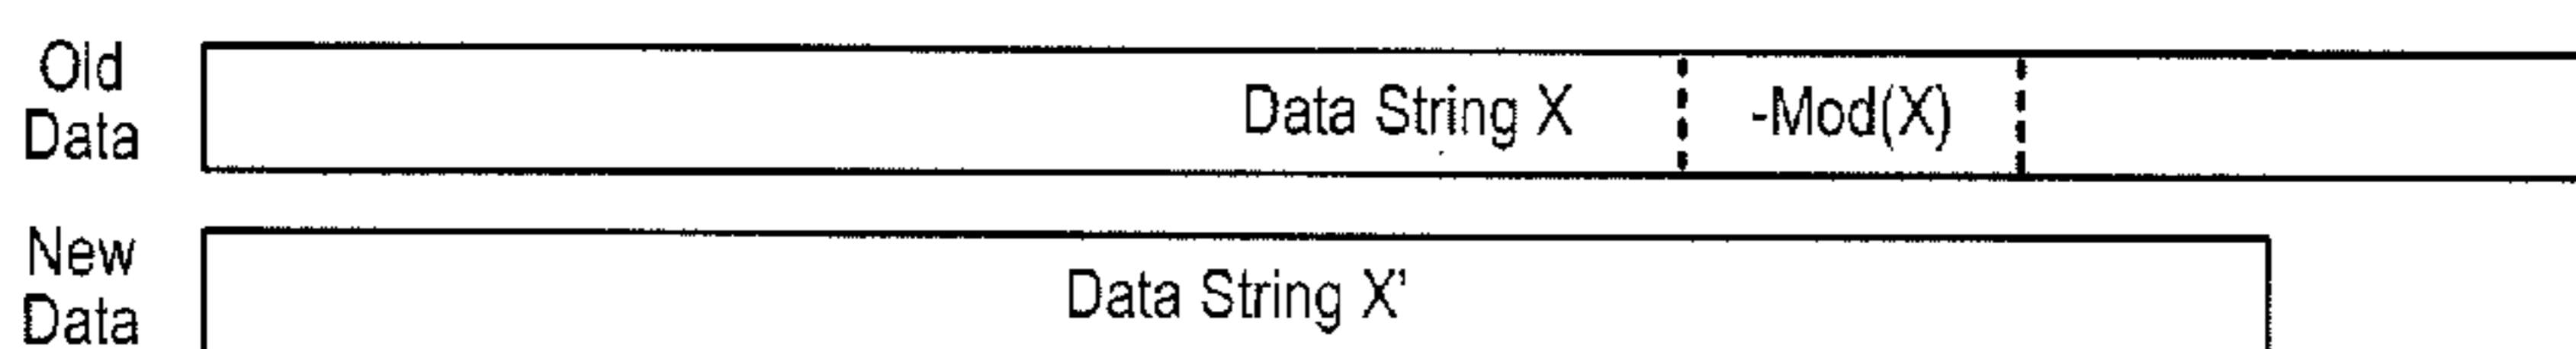 Old
Data
Data String X
-Mod(X)
New
Data
Data String X'